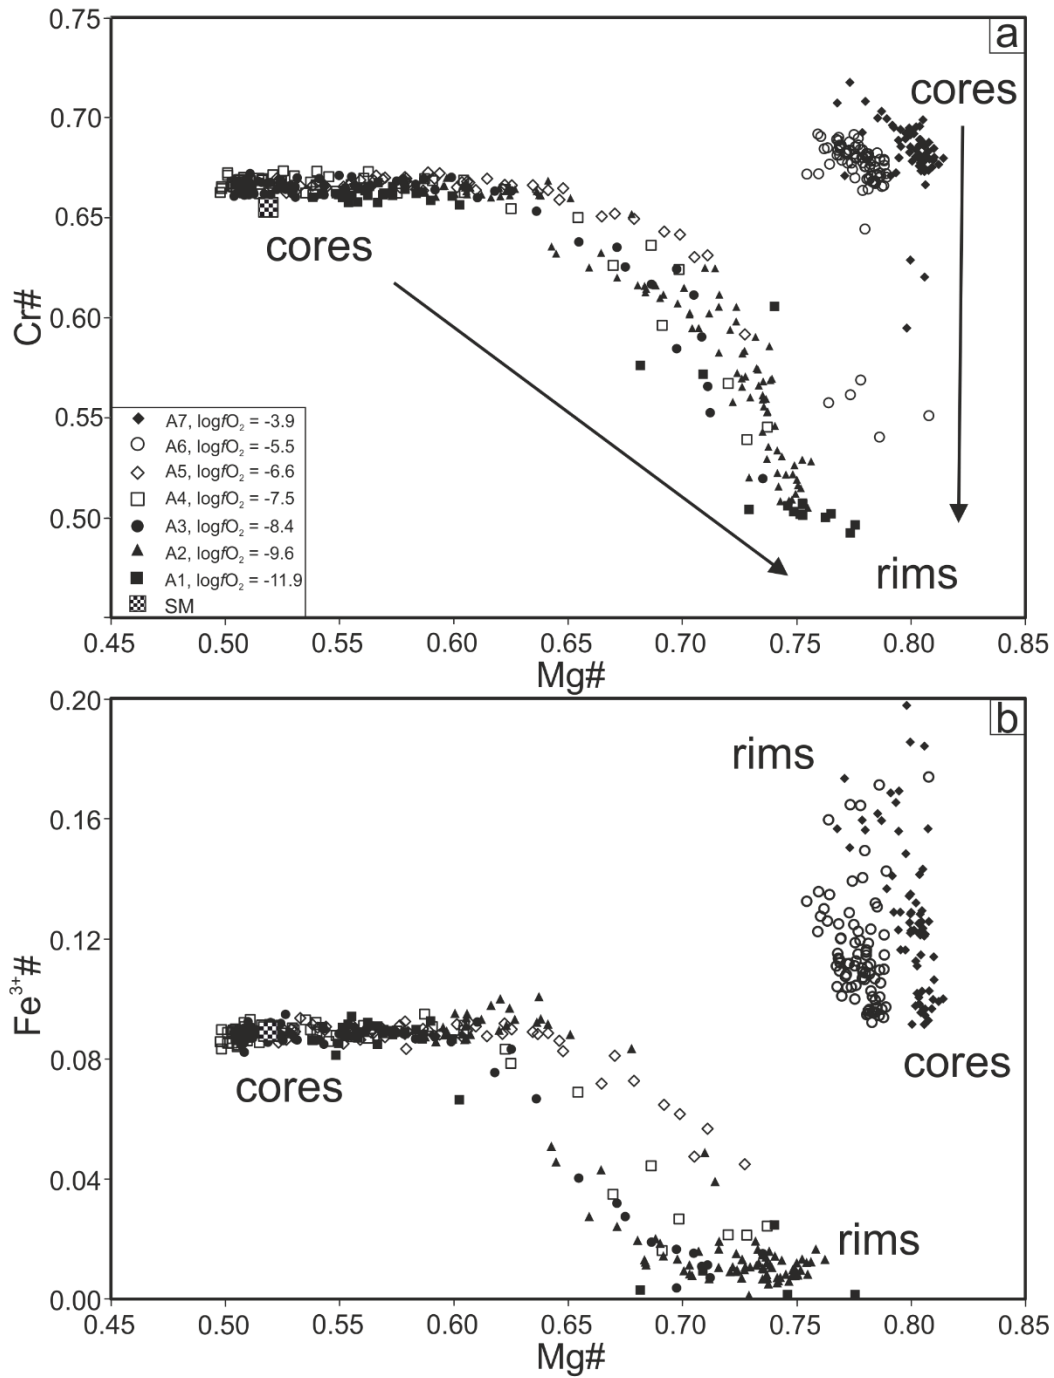 a
0.75
0.70
0.65
0.60
0.55
0.50
Cr#
cores
cores
rims
A7, logfO₂ = -3.9
A6, logfO₂ = -5.5
A5, logfO₂ = -6.6
A4, logfO₂ = -7.5
A3, logfO₂ = -8.4
A2, logfO₂ = -9.6
A1, logfO₂ = -11.9
SM
0.45 0.50 0.55 0.60 0.65 0.70 0.75 0.80 0.85
Mg#
b
0.20
0.16
0.12
0.08
0.04
0.00
Fe³⁺#
rims
cores
cores
rims
0.45 0.50 0.55 0.60 0.65 0.70 0.75 0.80 0.85
Mg#